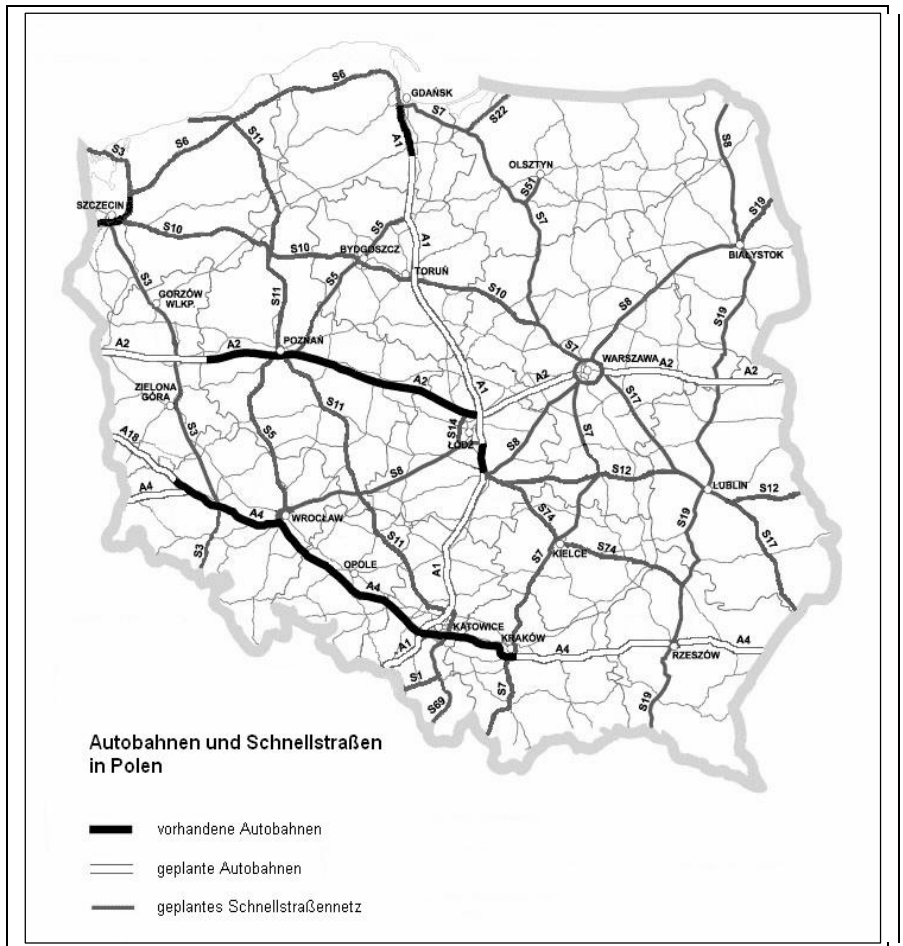 S6
GDAŃSK
S7
S22
S8
S11
A1
S6
S3
OLSZTYN
S51
S19
SZCZECIN
S7
BIAŁYSTOK
S10
S5
A1
S10
BYDGOSZCZ
TORUŃ
S3
GORZÓW
WLKP.
S11
S5
S10
S8
S19
A2
A2
POZNAŃ
S7
WARSZAWA
A2
ZIELONA
GÓRA
A2
A1
A2
S17
S11
S14
ŁÓDŹ
S8
S7
A18
S3
S5
S8
S12
LUBLIN
S12
A4
A4
WROCŁAW
S74
S19
S17
S3
S11
S7
KIELCE
S74
OPOLE
A4
A1
KATOWICE
KRAKÓW
A4
A4
A1
RZESZÓW
S1
S7
S69
S19
Autobahnen und Schnellstraßen
in Polen
vorhandene Autobahnen
geplante Autobahnen
geplantes Schnellstraßennetz